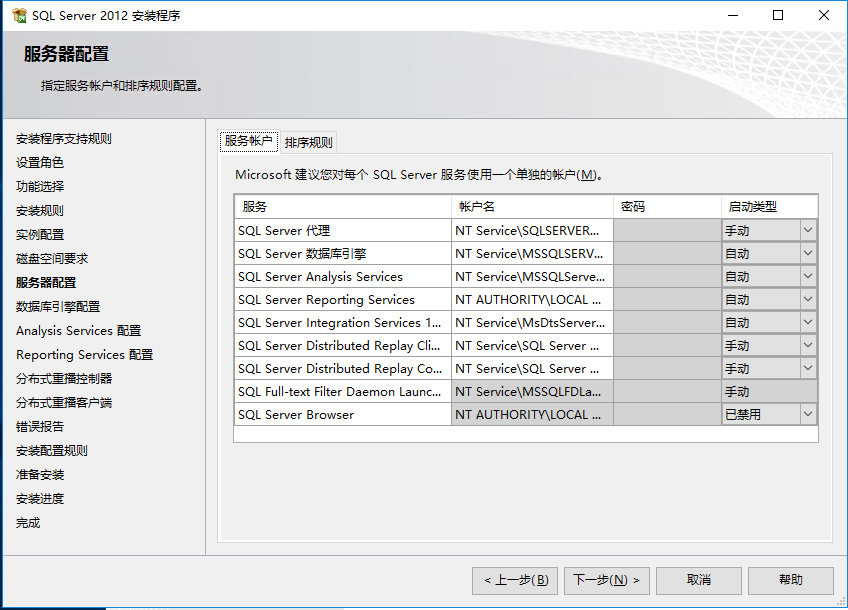 SQL Server 2012 安装程序
服务器配置
指定服务帐户和排序规则配置。
安装程序支持规则
设置角色
功能选择
安装规则
实例配置
磁盘空间要求
服务器配置
数据库引擎配置
Analysis Services 配置
Reporting Services 配置
分布式重播控制器
分布式重播客户端
错误报告
安装配置规则
准备安装
安装进度
完成
服务帐户 排序规则
Microsoft 建议您对每个 SQL Server 服务使用一个单独的帐户(M)。
服务 帐户名 密码 启动类型
SQL Server 代理 NT Service\SQLSERVER... 手动
SQL Server 数据库引擎 NT Service\MSSQLSERV... 自动
SQL Server Analysis Services NT Service\MSSQLServe... 自动
SQL Server Reporting Services NT AUTHORITY\LOCAL ... 自动
SQL Server Integration Services 1... NT Service\MsDtsServer... 自动
SQL Server Distributed Replay Cli... NT Service\SQL Server ... 手动
SQL Server Distributed Replay Co... NT Service\SQL Server ... 手动
SQL Full-text Filter Daemon Launc... NT Service\MSSQLFDLa... 手动
SQL Server Browser NT AUTHORITY\LOCAL ... 已禁用
< 上一步(B) 下一步(N) > 取消 帮助